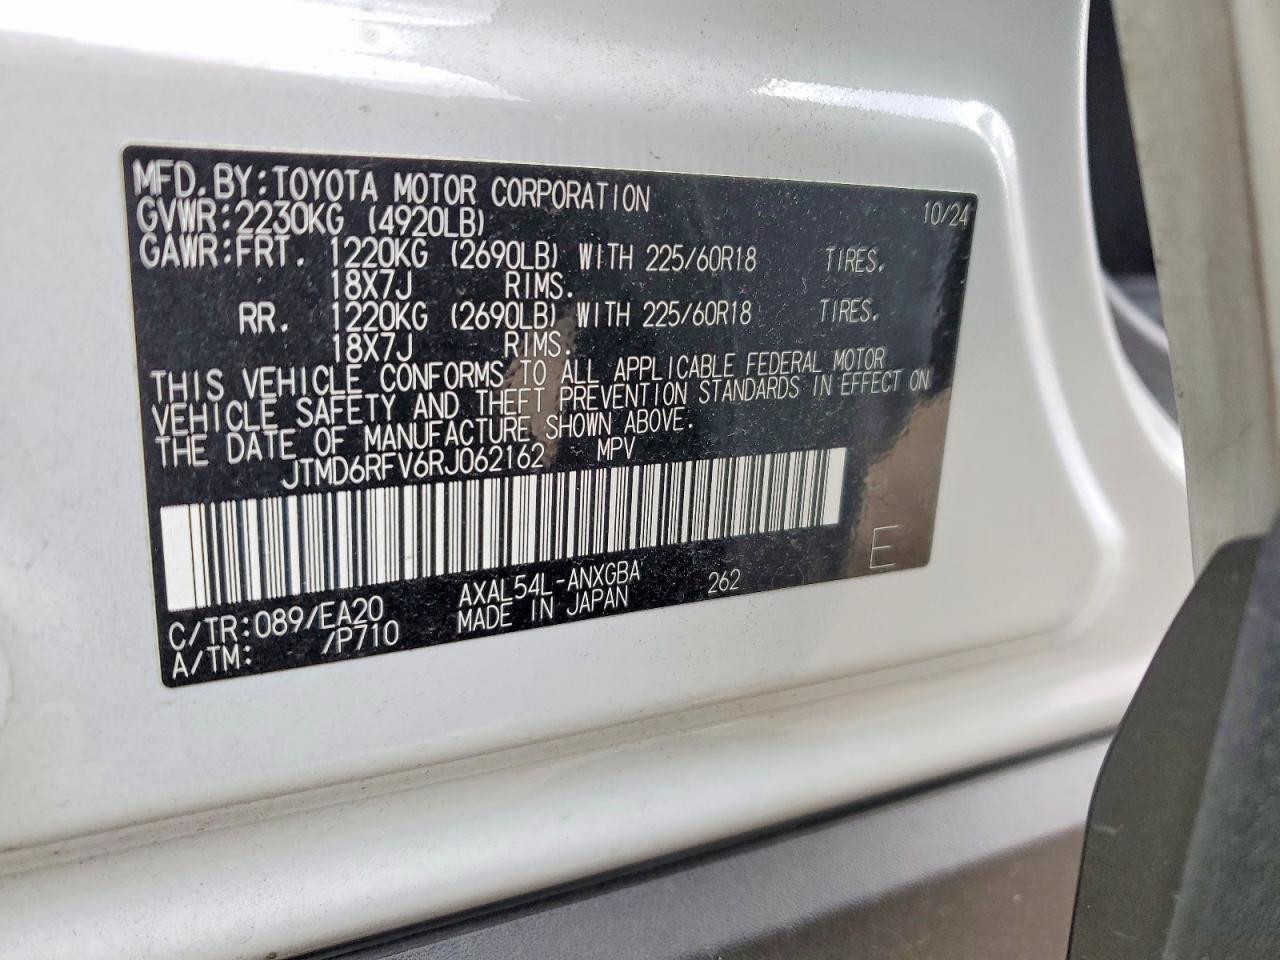 MFD.BY:TOYOTA MOTOR CORPORATION 10/24
GVWR:2230KG (4920LB)
GAWR:FRT. 1220KG (2690LB) WITH 225/60R18 TIRES.
18X7J RIMS.
RR. 1220KG (2690LB) WITH 225/60R18 TIRES.
18X7J RIMS.
THIS VEHICLE CONFORMS TO ALL APPLICABLE FEDERAL MOTOR
VEHICLE SAFETY AND THEFT PREVENTION STANDARDS IN EFFECT ON
THE DATE OF MANUFACTURE SHOWN ABOVE.
JTMD6RFV6RJ062162 MPV
E
C/TR:089/EA20 AXAL54L-ANXGBA 262
A/TM: /P710 MADE IN JAPAN